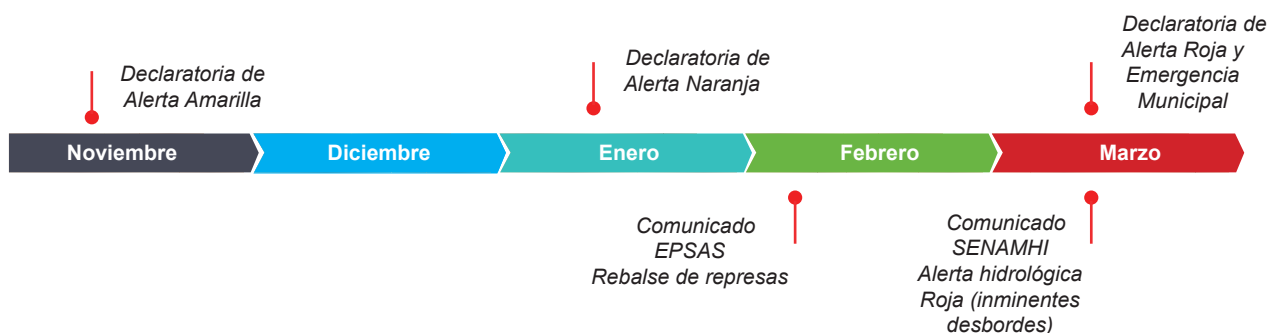 Declaratoria de
Alerta Amarilla
Declaratoria de
Alerta Naranja
Declaratoria de
Alerta Roja y
Emergencia
Municipal
Noviembre
Diciembre
Enero
Febrero
Marzo
Comunicado
EPSAS
Rebalse de represas
Comunicado
SENAMHI
Alerta hidrológica
Roja (inminentes
desbordes)